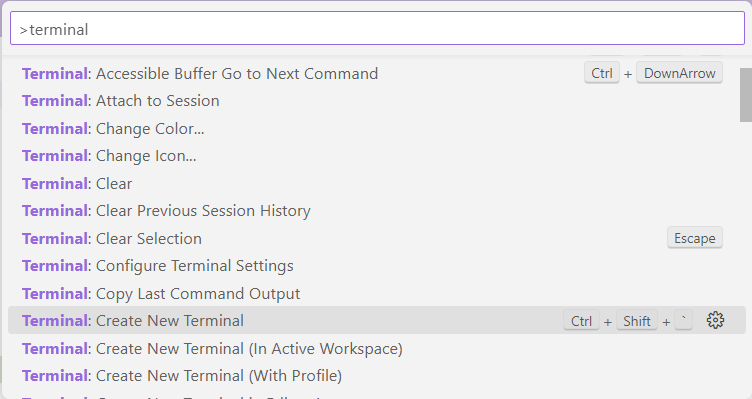 >terminal
Terminal: Accessible Buffer Go to Next Command Ctrl + DownArrow
Terminal: Attach to Session
Terminal: Change Color...
Terminal: Change Icon...
Terminal: Clear
Terminal: Clear Previous Session History
Terminal: Clear Selection Escape
Terminal: Configure Terminal Settings
Terminal: Copy Last Command Output
Terminal: Create New Terminal Ctrl + Shift + `
Terminal: Create New Terminal (In Active Workspace)
Terminal: Create New Terminal (With Profile)